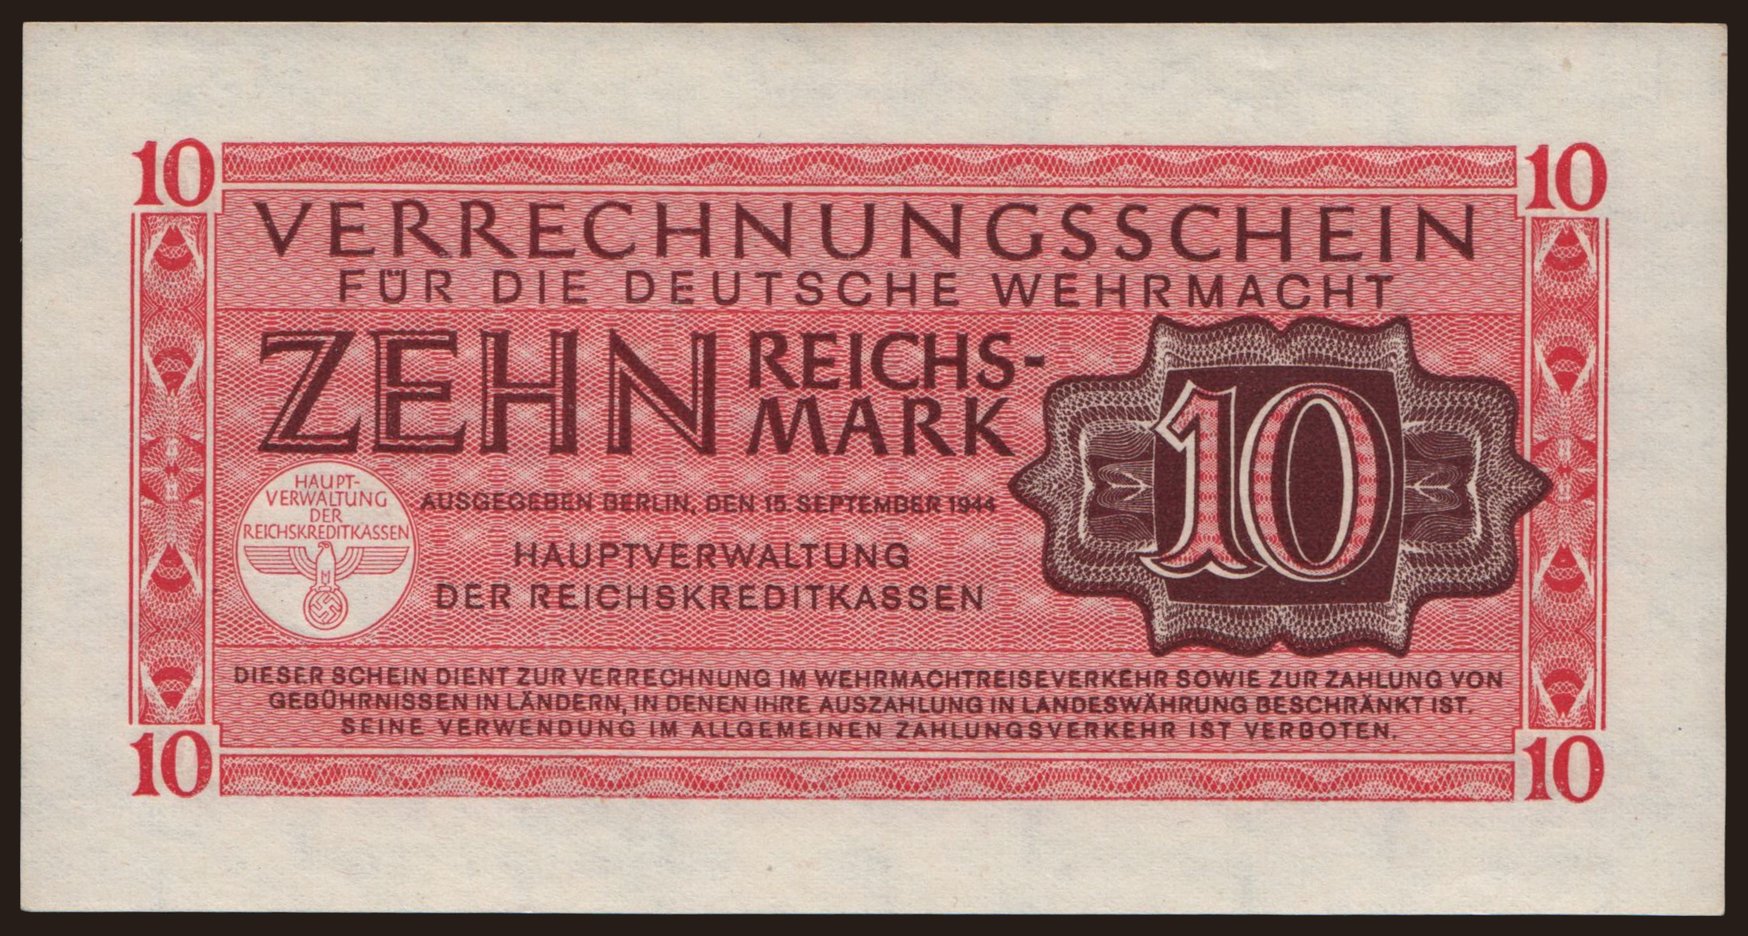 10 10
VERRECHNUNGSSCHEIN
FÜR DIE DEUTSCHE WEHRMACHT
ZEHN REICHS-
MARK
10
HAUPT-
VERWALTUNG
DER
REICHSKREDITKASSEN
AUSGEGEBEN BERLIN, DEN 15. SEPTEMBER 1944
HAUPTVERWALTUNG
DER REICHSKREDITKASSEN
DIESER SCHEIN DIENT ZUR VERRECHNUNG IM WEHRMACHTREISEVERKEHR SOWIE ZUR ZAHLUNG VON
GEBÜHRNISSEN IN LÄNDERN, IN DENEN IHRE AUSZAHLUNG IN LANDESWÄHRUNG BESCHRÄNKT IST.
SEINE VERWENDUNG IM ALLGEMEINEN ZAHLUNGSVERKEHR IST VERBOTEN.
10 10